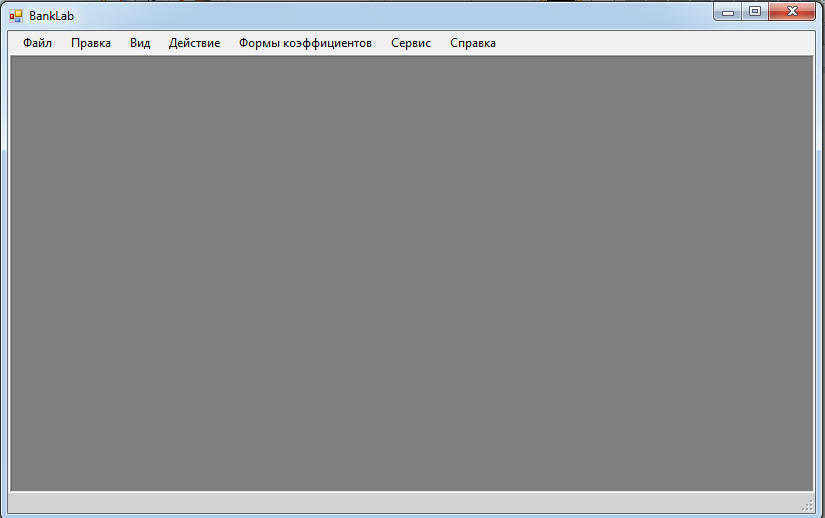 BankLab
Файл Правка Вид Действие Формы коэффициентов Сервис Справка